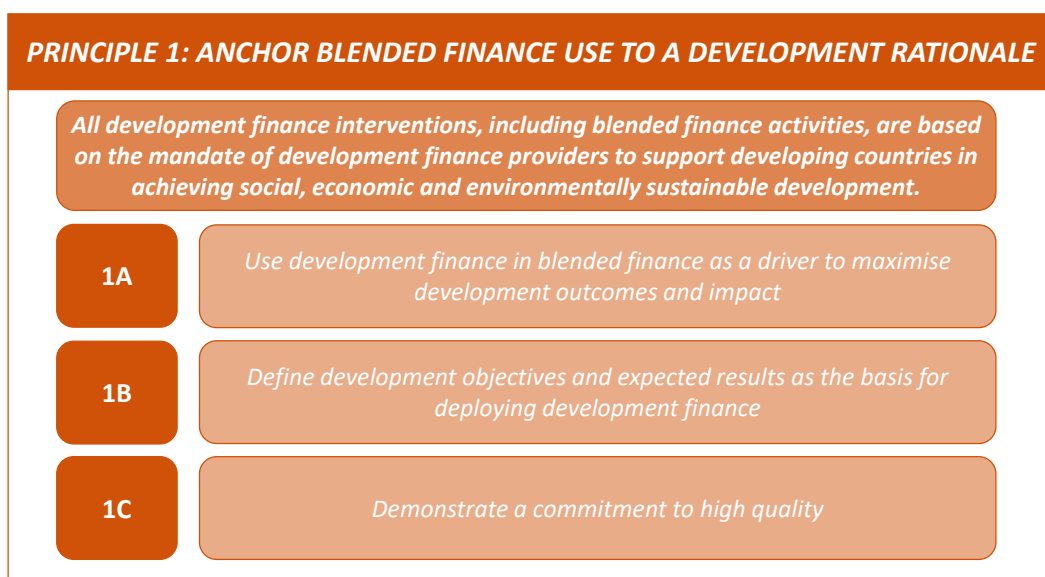 PRINCIPLE 1: ANCHOR BLENDED FINANCE USE TO A DEVELOPMENT RATIONALE
All development finance interventions, including blended finance activities, are based
on the mandate of development finance providers to support developing countries in
achieving social, economic and environmentally sustainable development.
1A
Use development finance in blended finance as a driver to maximise
development outcomes and impact
1B
Define development objectives and expected results as the basis for
deploying development finance
1C
Demonstrate a commitment to high quality